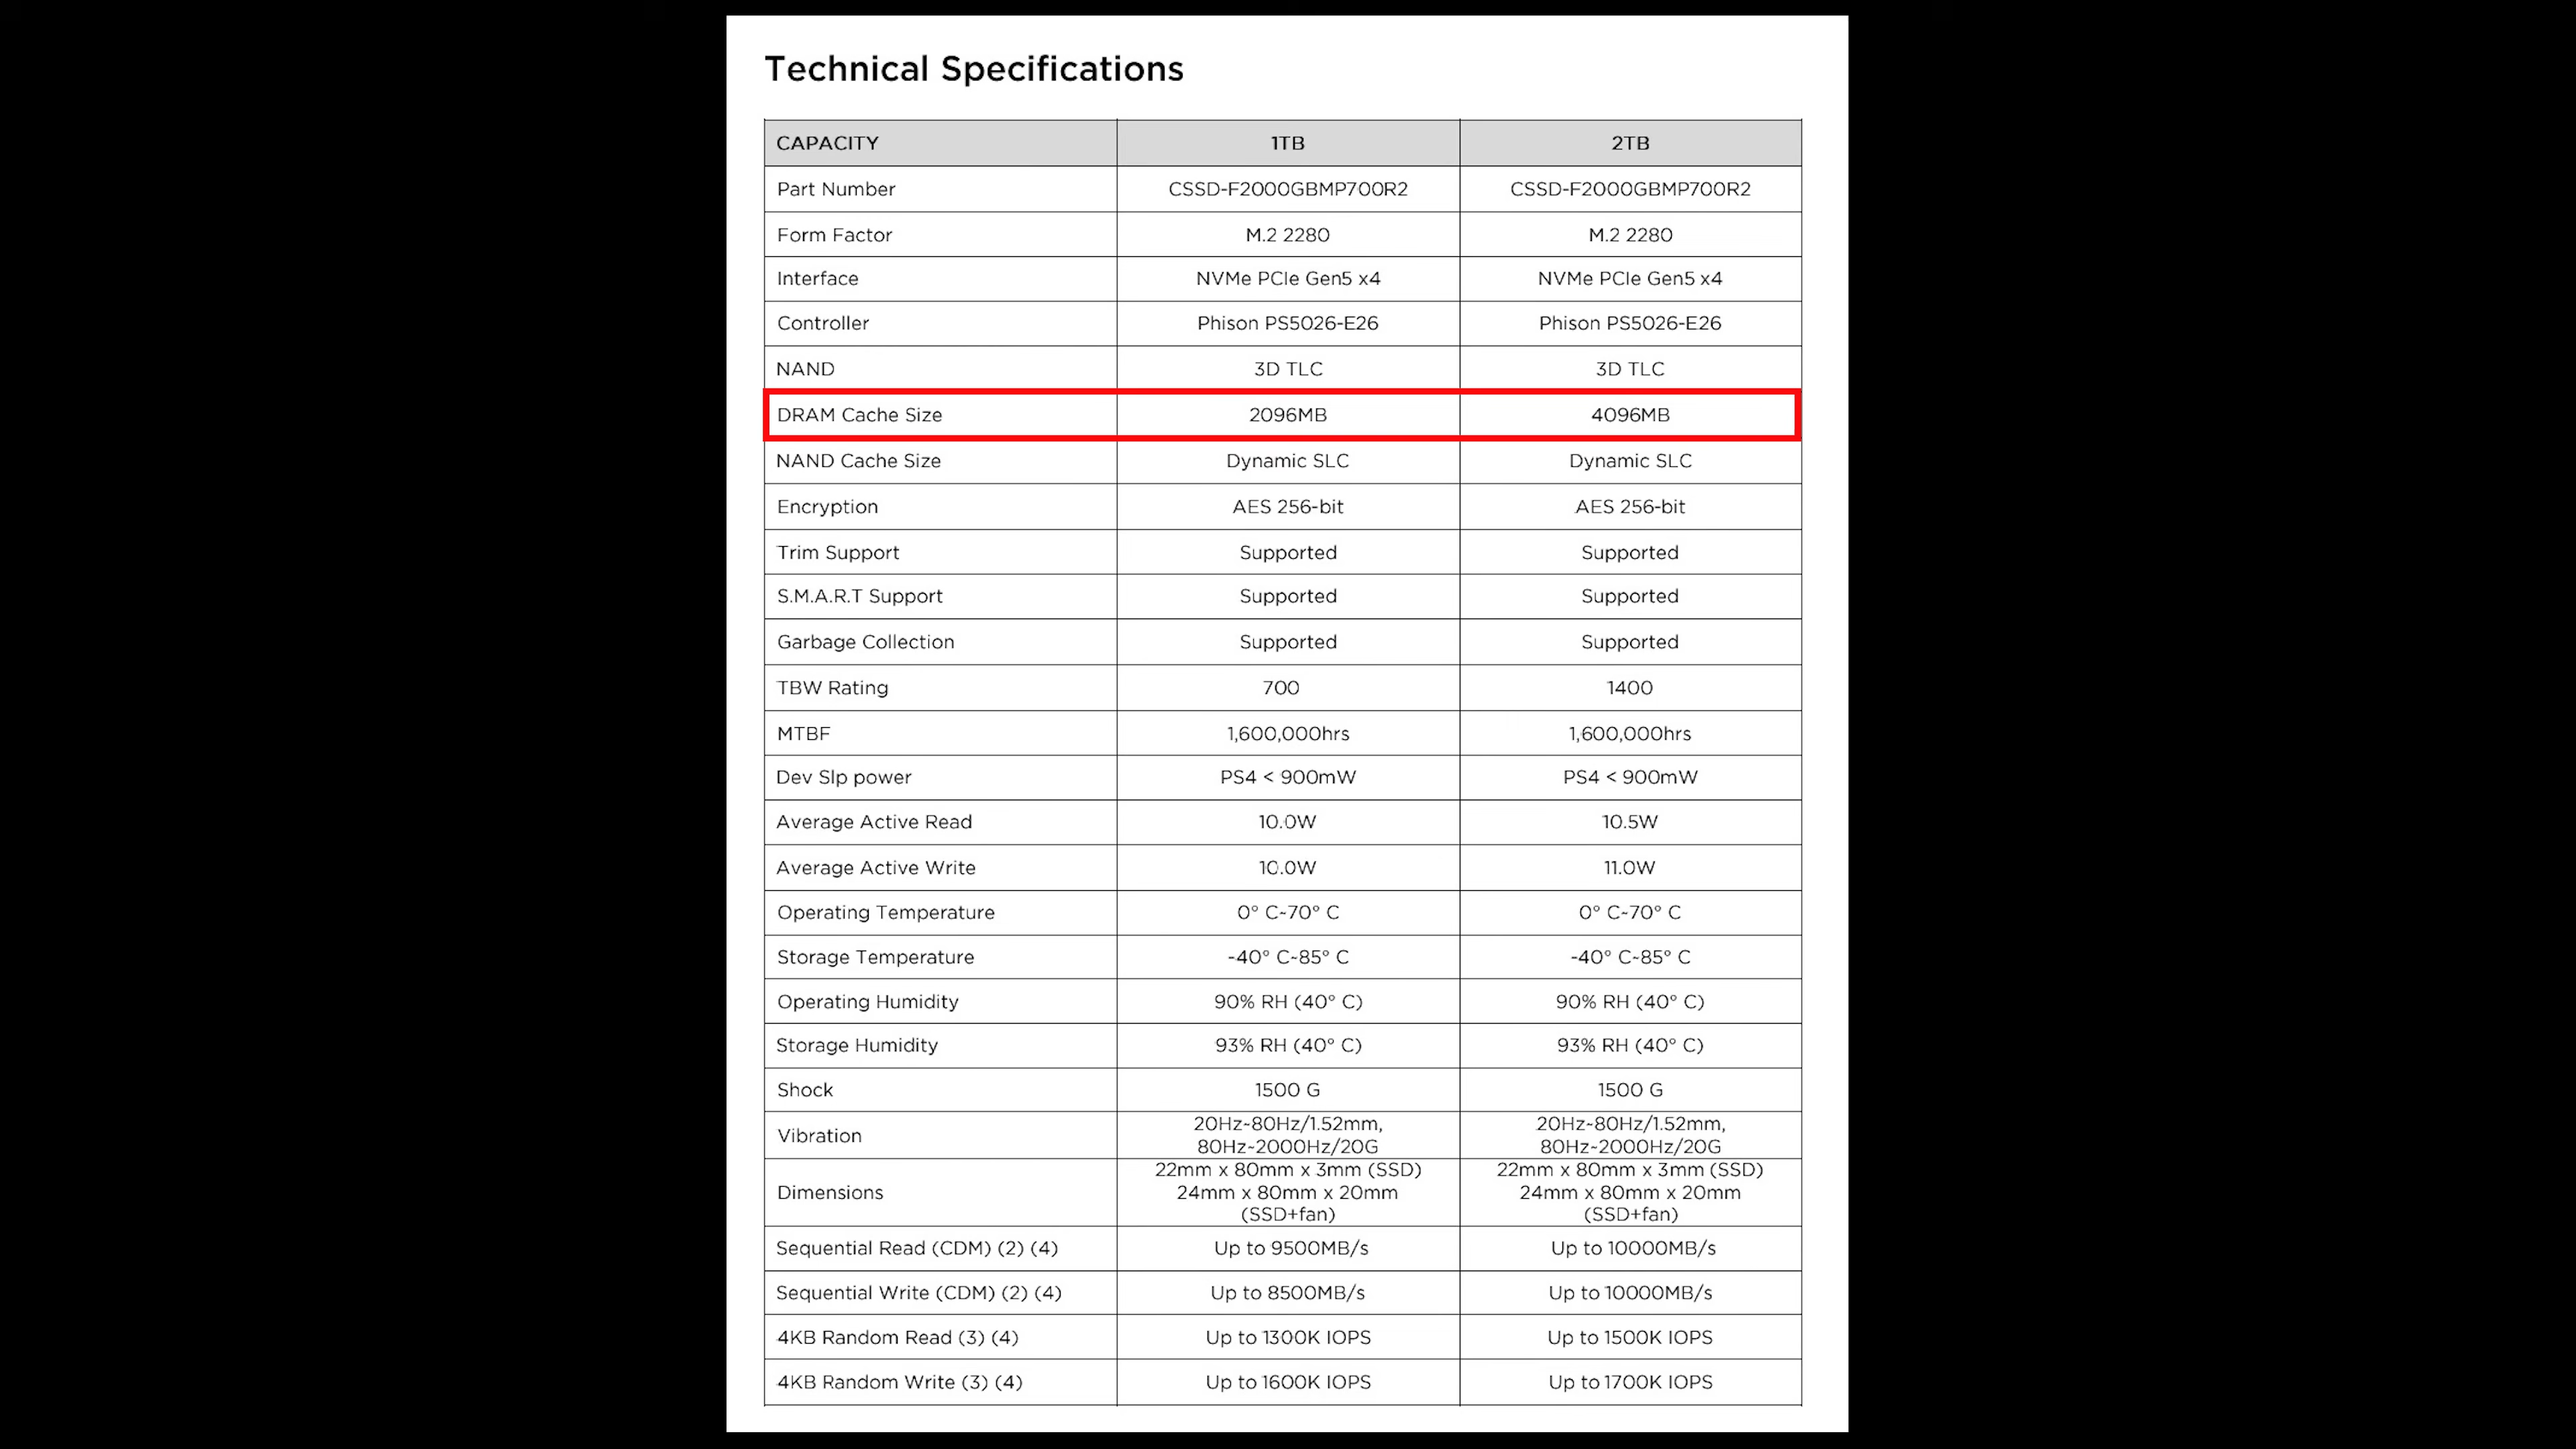 Technical Specifications
CAPACITY 1TB 2TB
Part Number CSSD-F2000GBMP700R2 CSSD-F2000GBMP700R2
Form Factor M.2 2280 M.2 2280
Interface NVMe PCIe Gen5 x4 NVMe PCIe Gen5 x4
Controller Phison PS5026-E26 Phison PS5026-E26
NAND 3D TLC 3D TLC
DRAM Cache Size 2096MB 4096MB
NAND Cache Size Dynamic SLC Dynamic SLC
Encryption AES 256-bit AES 256-bit
Trim Support Supported Supported
S.M.A.R.T Support Supported Supported
Garbage Collection Supported Supported
TBW Rating 700 1400
MTBF 1,600,000hrs 1,600,000hrs
Dev Slp power PS4 < 900mW PS4 < 900mW
Average Active Read 10.0W 10.5W
Average Active Write 10.0W 11.0W
Operating Temperature 0° C~70° C 0° C~70° C
Storage Temperature -40° C~85° C -40° C~85° C
Operating Humidity 90% RH (40° C) 90% RH (40° C)
Storage Humidity 93% RH (40° C) 93% RH (40° C)
Shock 1500 G 1500 G
Vibration 20Hz~80Hz/1.52mm, 20Hz~80Hz/1.52mm,
80Hz~2000Hz/20G 80Hz~2000Hz/20G
22mm x 80mm x 3mm (SSD) 22mm x 80mm x 3mm (SSD)
Dimensions 24mm x 80mm x 20mm 24mm x 80mm x 20mm
(SSD+fan) (SSD+fan)
Sequential Read (CDM) (2) (4) Up to 9500MB/s Up to 10000MB/s
Sequential Write (CDM) (2) (4) Up to 8500MB/s Up to 10000MB/s
4KB Random Read (3) (4) Up to 1300K IOPS Up to 1500K IOPS
4KB Random Write (3) (4) Up to 1600K IOPS Up to 1700K IOPS